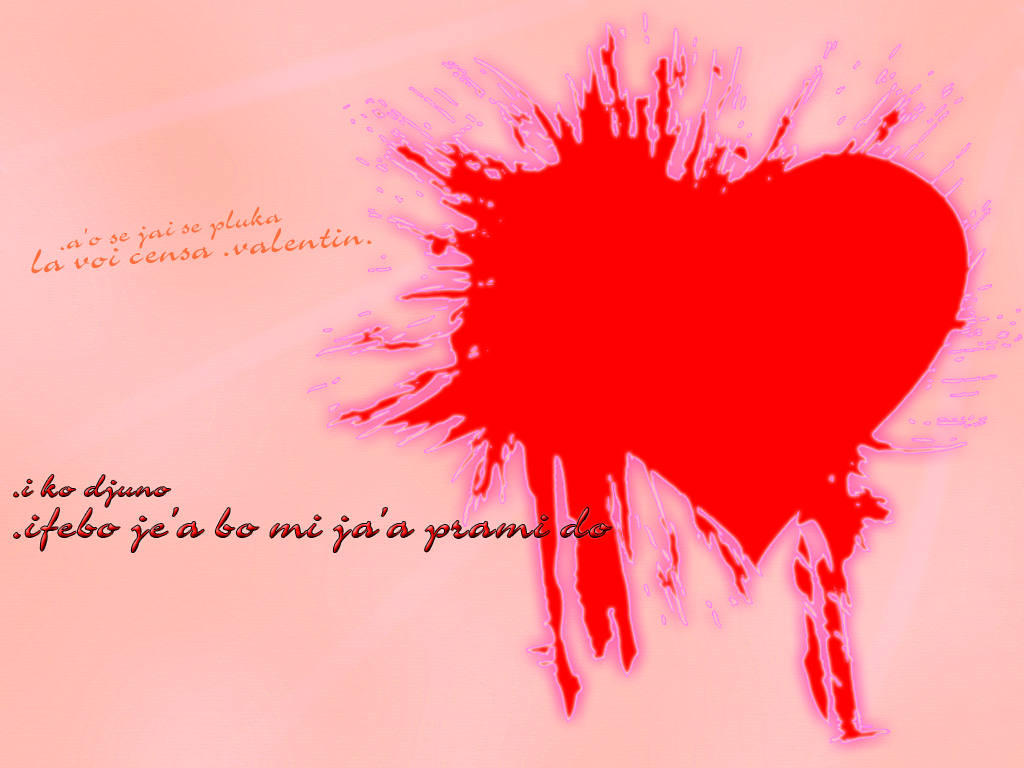 .a'o se jai se pluka
la voi censa .valentin.
.i ko djuno
.ifebo je'a bo mi ja'a prami do